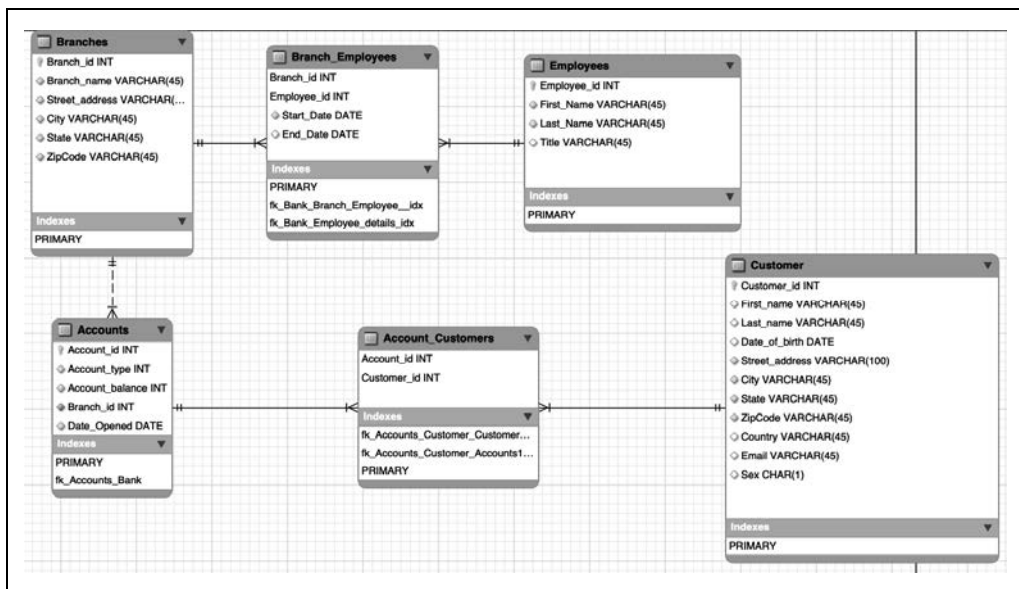 Branches
Branch_id INT
Branch_name VARCHAR(45)
Street_address VARCHAR(...
City VARCHAR(45)
State VARCHAR(45)
ZipCode VARCHAR(45)
Indexes
PRIMARY
Branch_Employees
Branch_id INT
Employee_id INT
Start_Date DATE
End_Date DATE
Indexes
PRIMARY
fk_Bank_Branch_Employee__idx
fk_Bank_Employee_details_idx
Employees
Employee_id INT
First_Name VARCHAR(45)
Last_Name VARCHAR(45)
Title VARCHAR(45)
Indexes
PRIMARY
Accounts
Account_id INT
Account_type INT
Account_balance INT
Branch_id INT
Date_Opened DATE
Indexes
PRIMARY
fk_Accounts_Bank
Account_Customers
Account_id INT
Customer_id INT
Indexes
fk_Accounts_Customer_Customer...
fk_Accounts_Customer_Accounts1...
PRIMARY
Customer
Customer_id INT
First_name VARCHAR(45)
Last_name VARCHAR(45)
Date_of_birth DATE
Street_address VARCHAR(100)
City VARCHAR(45)
State VARCHAR(45)
ZipCode VARCHAR(45)
Country VARCHAR(45)
Email VARCHAR(45)
Sex CHAR(1)
Indexes
PRIMARY